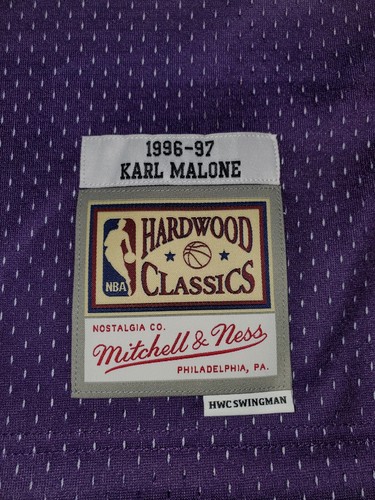 1996-97
KARL MALONE
HARDWOOD
CLASSICS
NBA
NOSTALGIA CO.
Mitchell & Ness
PHILADELPHIA, PA.
HWC SWINGMAN